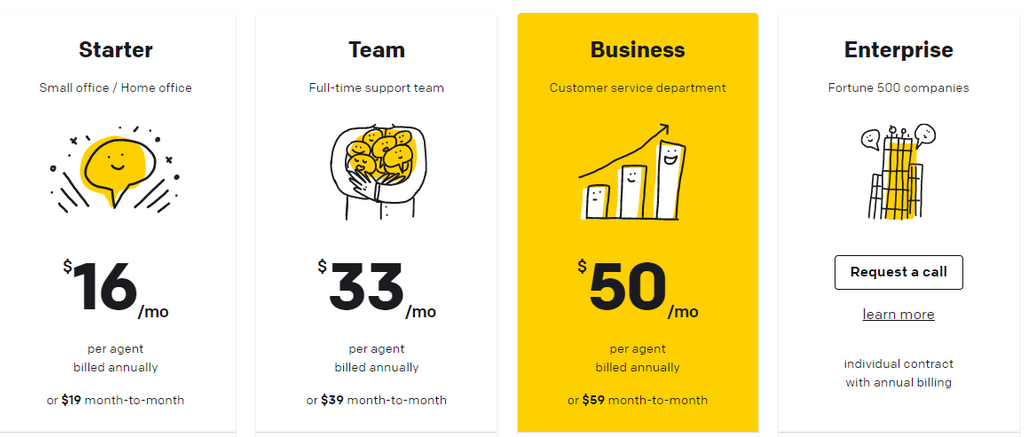 Starter
Small office / Home office
$16/mo
per agent
billed annually
or $19 month-to-month
Team
Full-time support team
$33/mo
per agent
billed annually
or $39 month-to-month
Business
Customer service department
$50/mo
per agent
billed annually
or $59 month-to-month
Enterprise
Fortune 500 companies
Request a call
learn more
individual contract
with annual billing